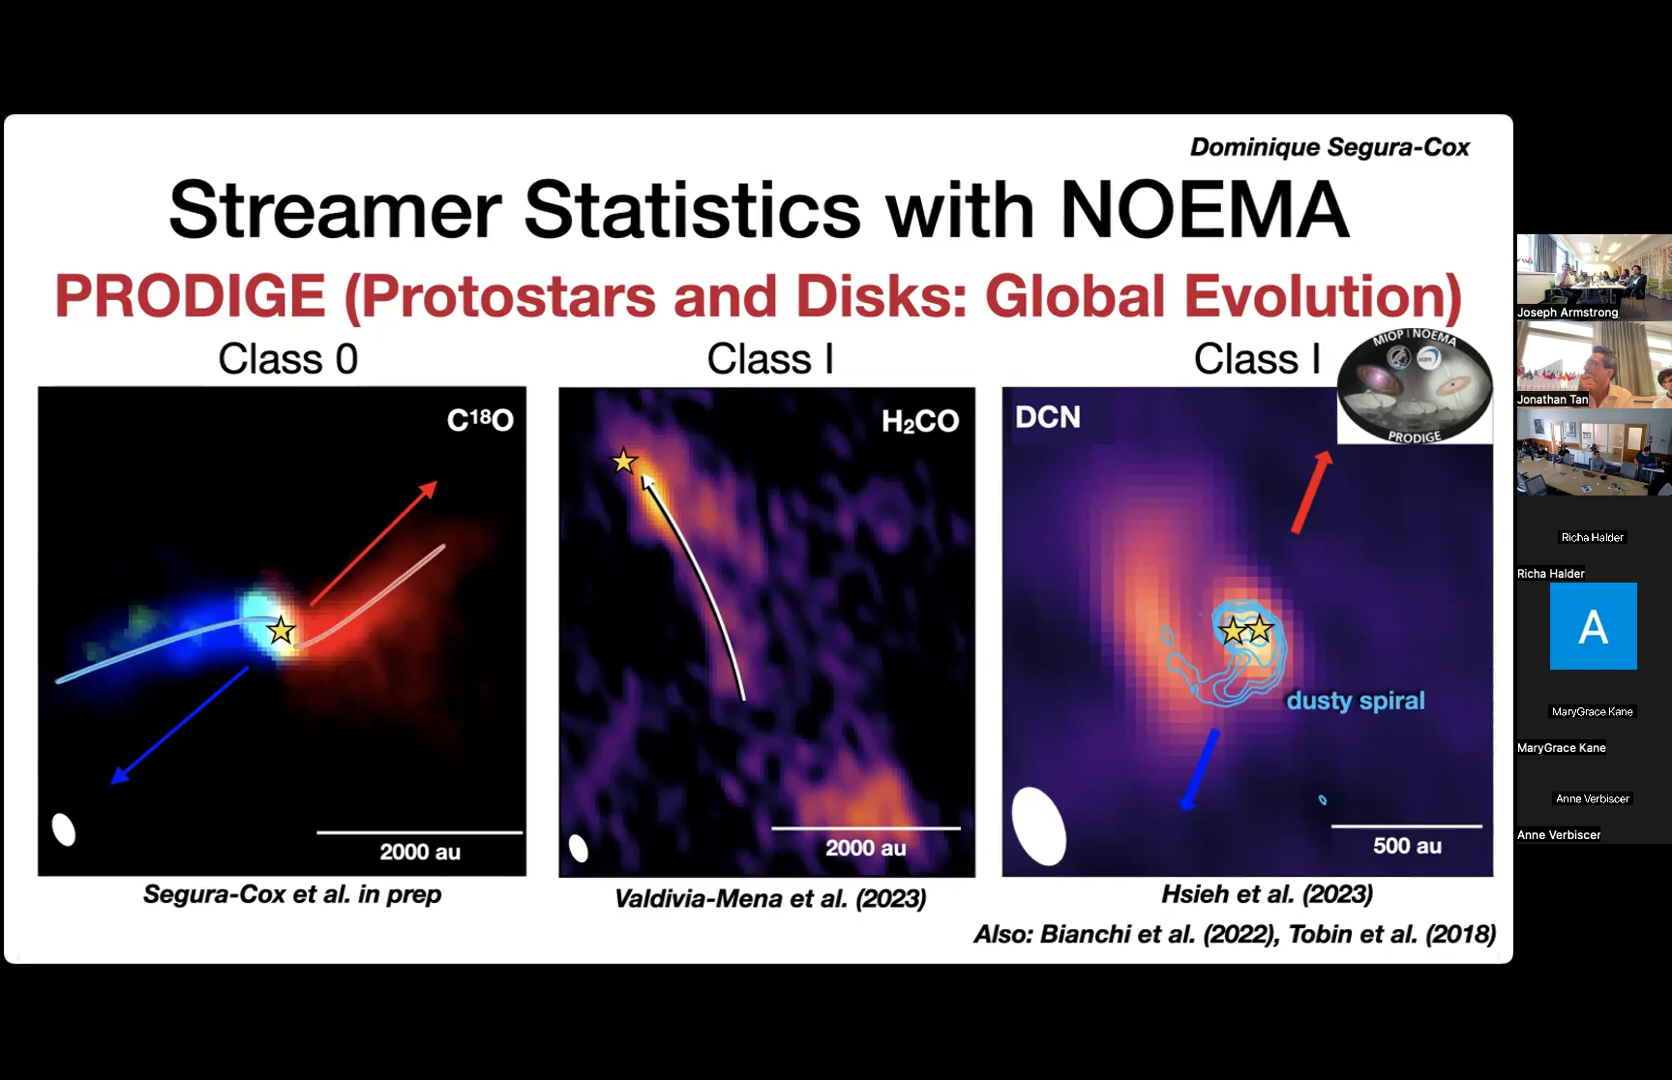 Dominique Segura-Cox
Streamer Statistics with NOEMA
PRODIGE (Protostars and Disks: Global Evolution)
Class 0
Class I
Class I
MIOP | NOEMA
PRODIGE
C¹⁸O
H₂CO
DCN
dusty spiral
2000 au
2000 au
500 au
Segura-Cox et al. in prep
Valdivia-Mena et al. (2023)
Hsieh et al. (2023)
Also: Bianchi et al. (2022), Tobin et al. (2018)
Joseph Armstrong
Jonathan Tan
Richa Halder
Richa Halder
A
MaryGrace Kane
MaryGrace Kane
Anne Verbiscer
Anne Verbiscer